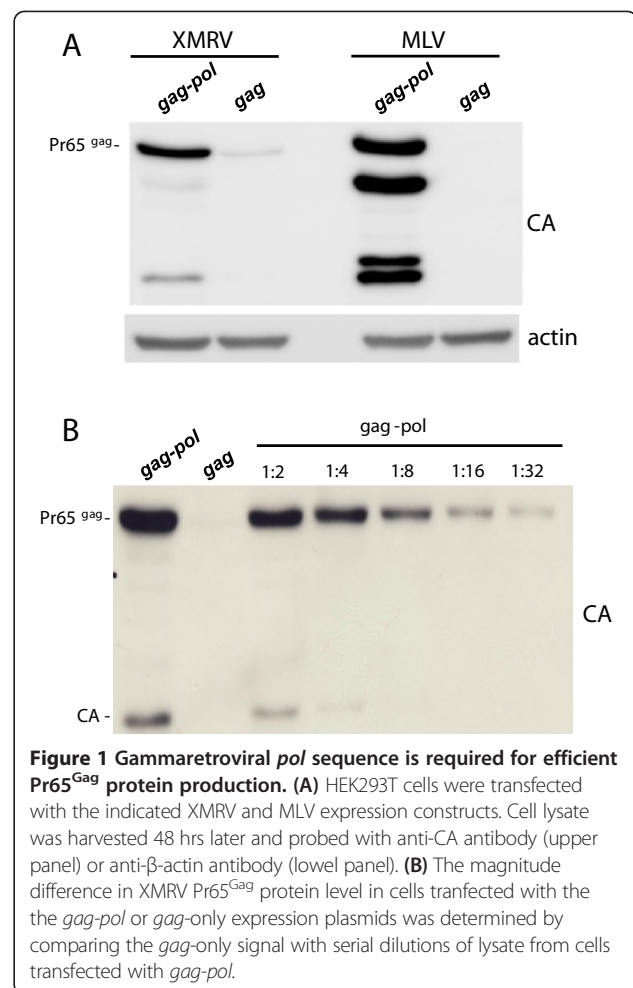 A
XMRV MLV
gag-pol gag gag-pol gag
Pr65 gag-
CA
actin
B
gag-pol gag gag -pol
1:2 1:4 1:8 1:16 1:32
Pr65 gag-
CA
CA -
Figure 1 Gammaretroviral pol sequence is required for efficient
Pr65Gag protein production. (A) HEK293T cells were transfected
with the indicated XMRV and MLV expression constructs. Cell lysate
was harvested 48 hrs later and probed with anti-CA antibody (upper
panel) or anti-β-actin antibody (lowel panel). (B) The magnitude
difference in XMRV Pr65Gag protein level in cells tranfected with the
the gag-pol or gag-only expression plasmids was determined by
comparing the gag-only signal with serial dilutions of lysate from cells
transfected with gag-pol.